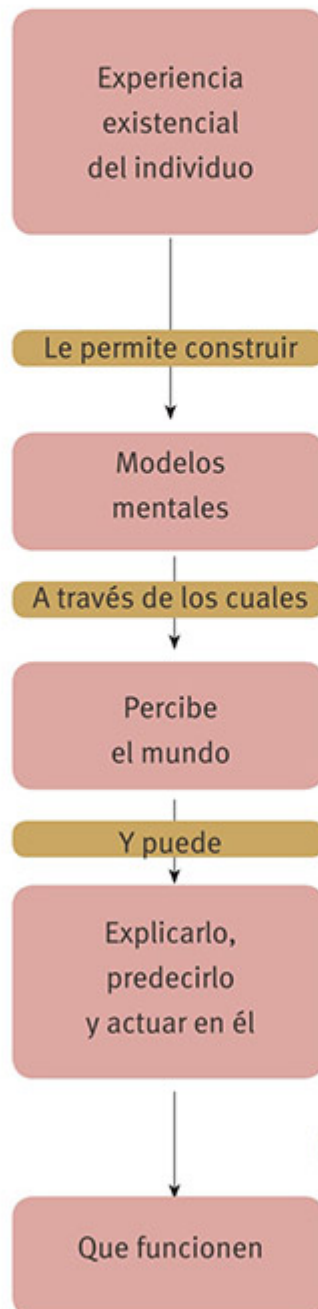 Experiencia
existencial
del individuo
Le permite construir
Modelos
mentales
A través de los cuales
Percibe
el mundo
Y puede
Explicarlo,
predecirlo
y actuar en él
Que funcionen